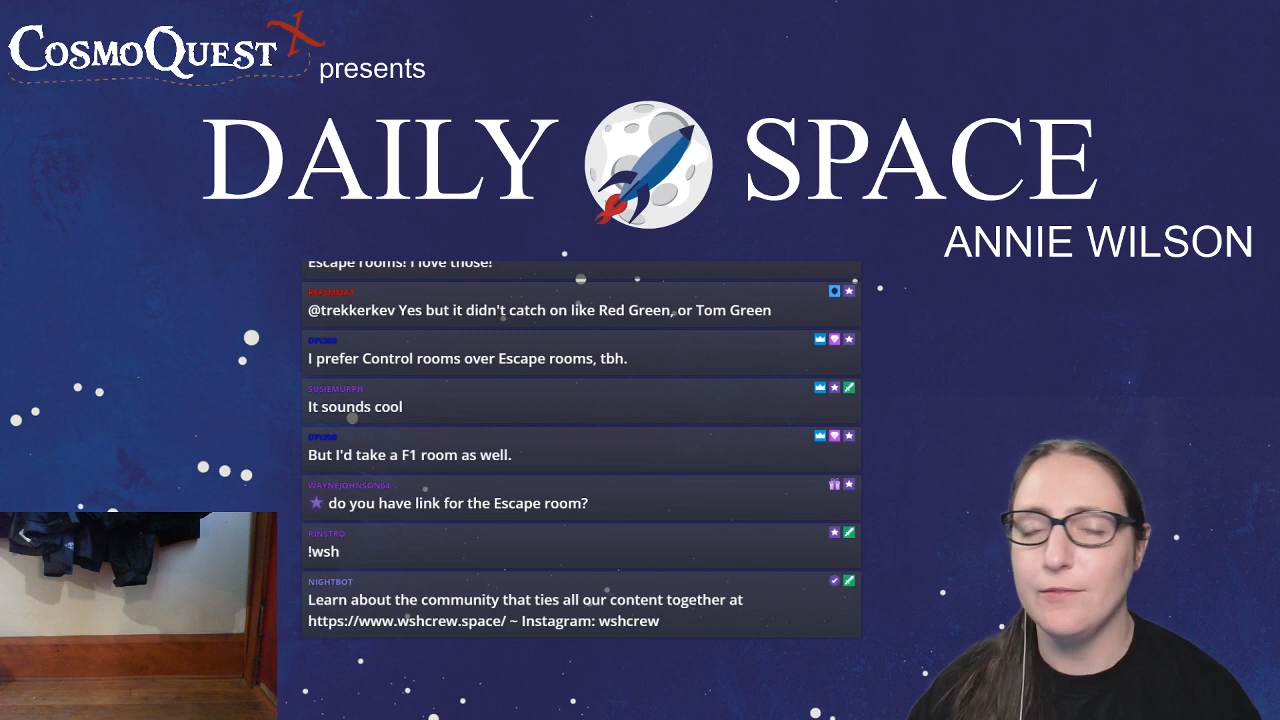 COSMOQUEST X
presents
DAILY SPACE
ANNIE WILSON
Escape rooms! I love those!
REFSMMAT
@trekkerkev Yes but it didn't catch on like Red Green, or Tom Green
I prefer Control rooms over Escape rooms, tbh.
SUSIEMURPH
It sounds cool
But I'd take a F1 room as well.
WAYNEJOHNSON64
do you have link for the Escape room?
RINSTRO
!wsh
NIGHTBOT
Learn about the community that ties all our content together at
https://www.wshcrew.space/ ~ Instagram: wshcrew